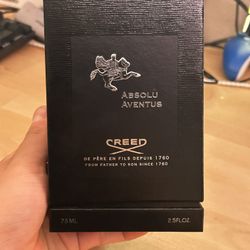 ABSOLU
AVENTUS
CREED
DE PÈRE EN FILS DEPUIS 1760
FROM FATHER TO SON SINCE 1760
75 ML
2.5FL.OZ.